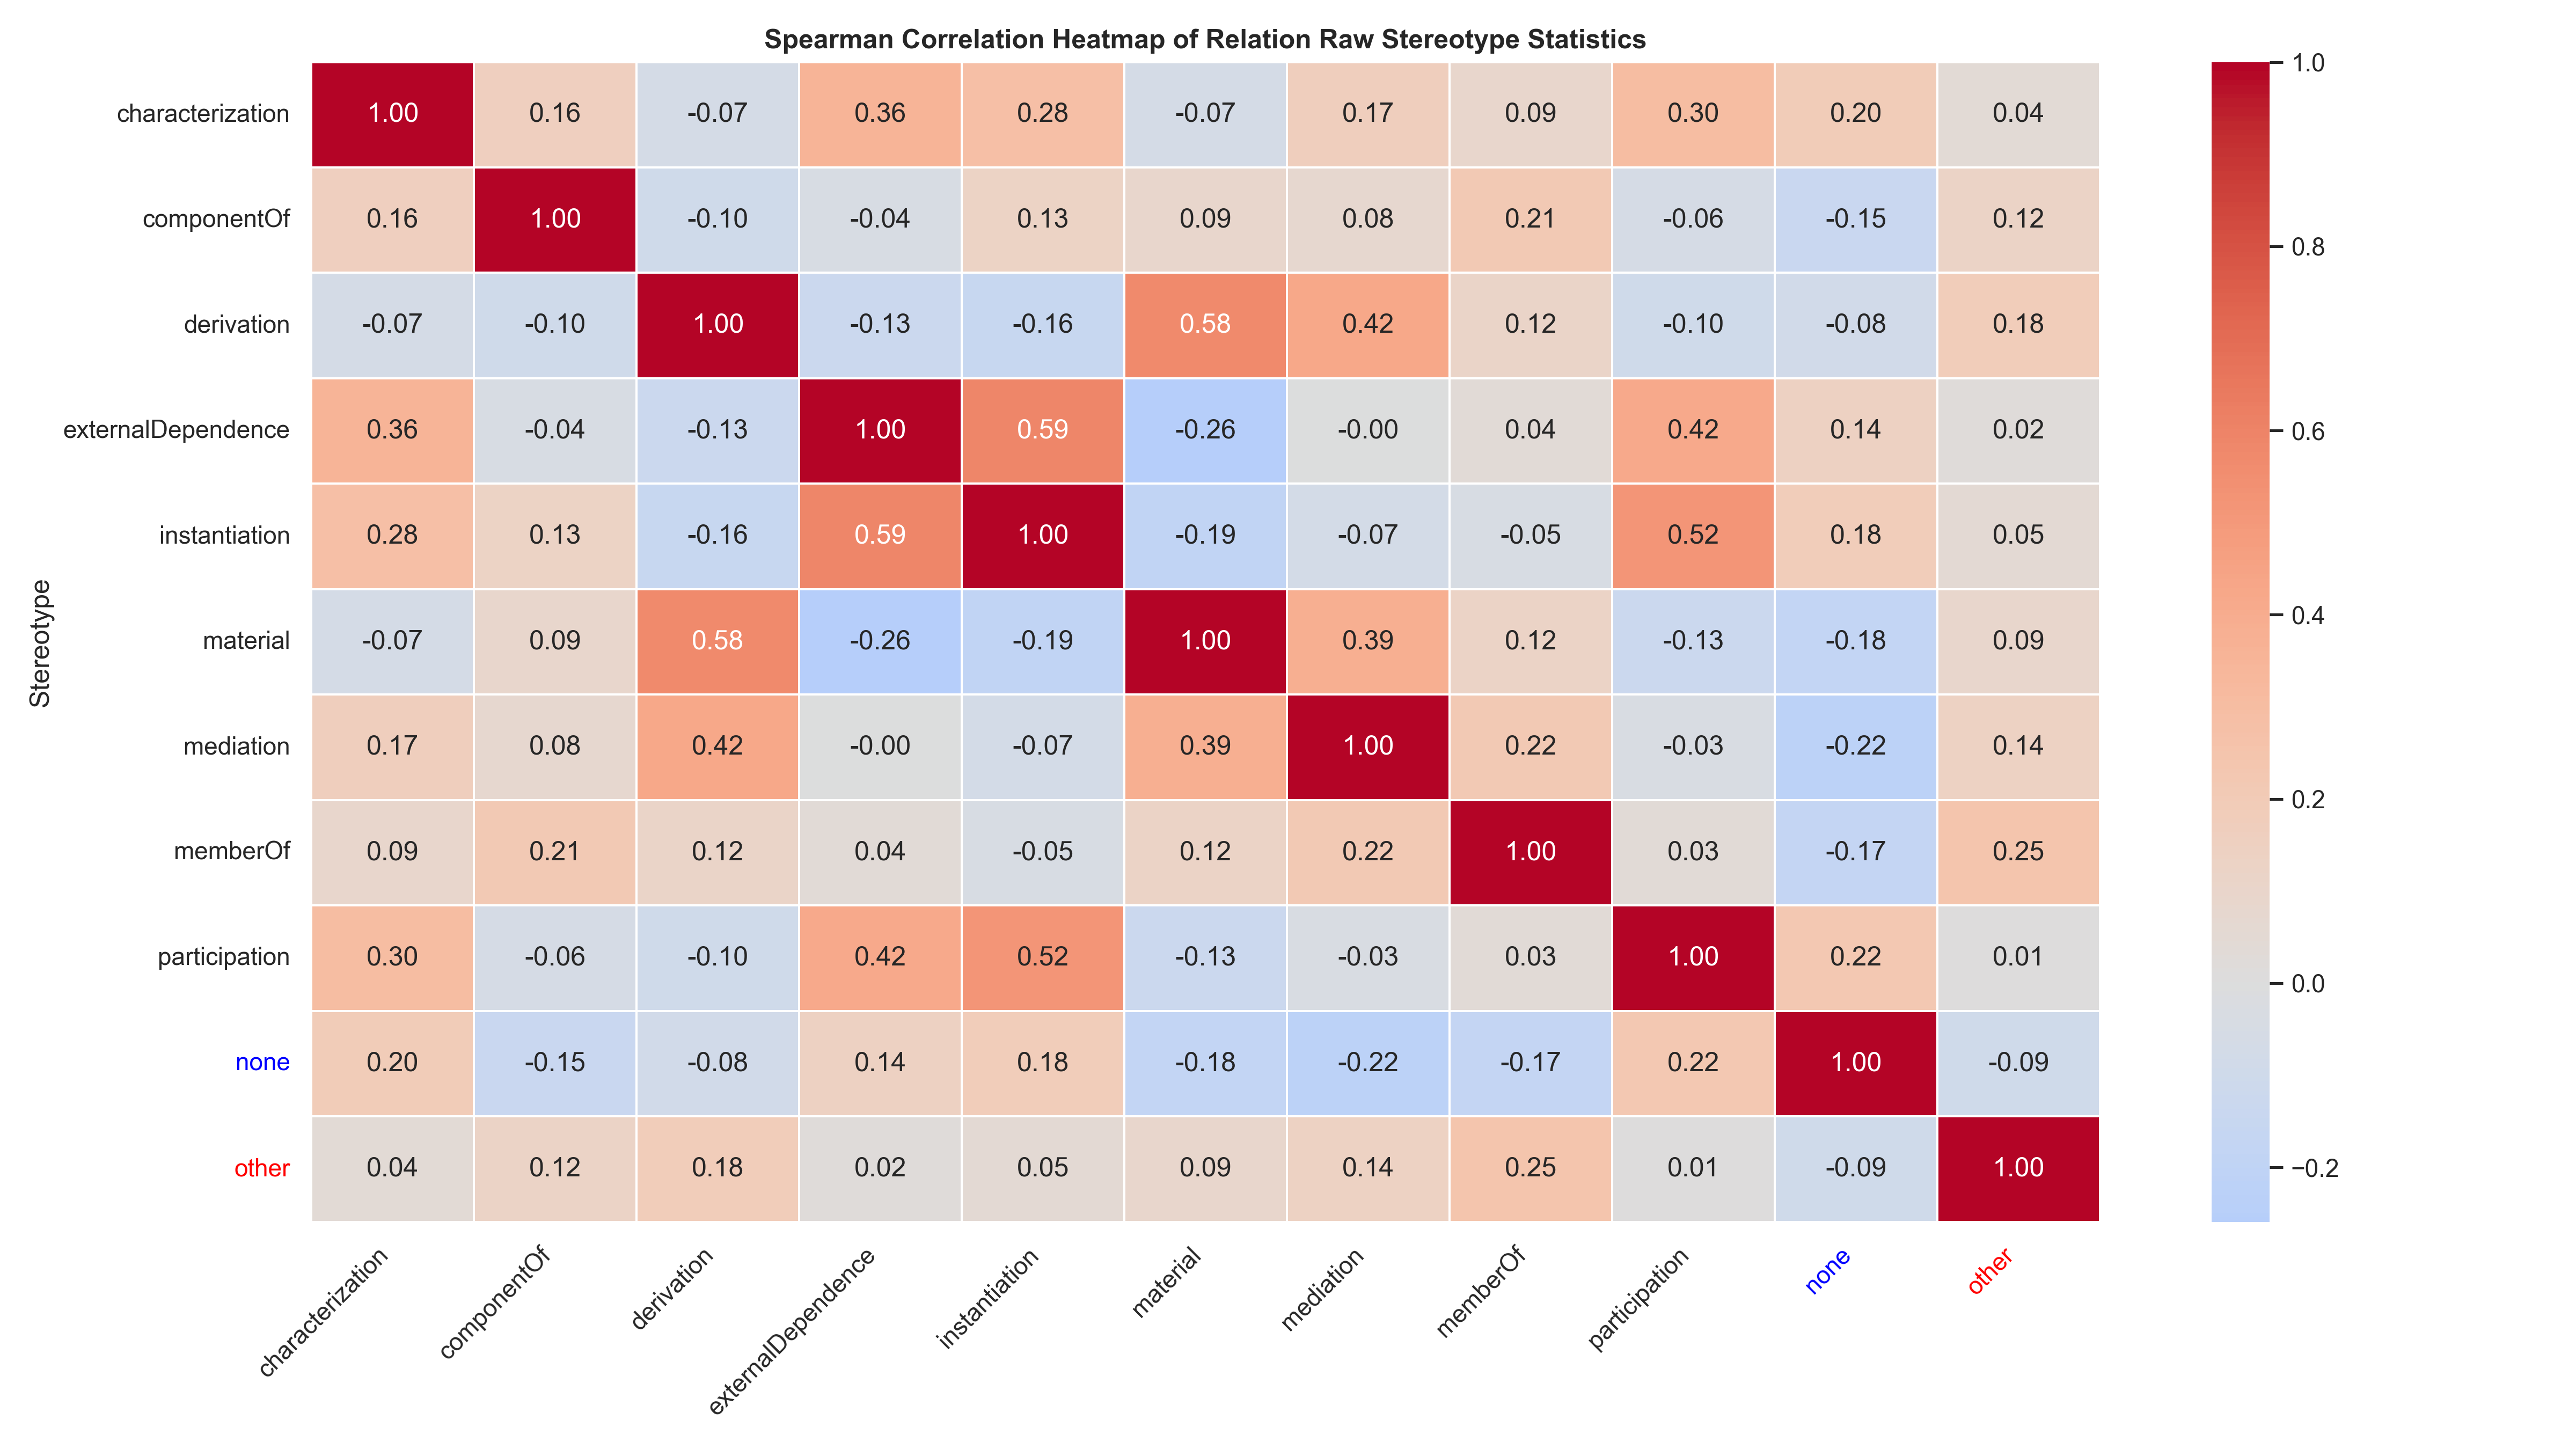 Spearman Correlation Heatmap of Relation Raw Stereotype Statistics
Stereotype
characterization 1.00 0.16 -0.07 0.36 0.28 -0.07 0.17 0.09 0.30 0.20 0.04
componentOf 0.16 1.00 -0.10 -0.04 0.13 0.09 0.08 0.21 -0.06 -0.15 0.12
derivation -0.07 -0.10 1.00 -0.13 -0.16 0.58 0.42 0.12 -0.10 -0.08 0.18
externalDependence 0.36 -0.04 -0.13 1.00 0.59 -0.26 -0.00 0.04 0.42 0.14 0.02
instantiation 0.28 0.13 -0.16 0.59 1.00 -0.19 -0.07 -0.05 0.52 0.18 0.05
material -0.07 0.09 0.58 -0.26 -0.19 1.00 0.39 0.12 -0.13 -0.18 0.09
mediation 0.17 0.08 0.42 -0.00 -0.07 0.39 1.00 0.22 -0.03 -0.22 0.14
memberOf 0.09 0.21 0.12 0.04 -0.05 0.12 0.22 1.00 0.03 -0.17 0.25
participation 0.30 -0.06 -0.10 0.42 0.52 -0.13 -0.03 0.03 1.00 0.22 0.01
none 0.20 -0.15 -0.08 0.14 0.18 -0.18 -0.22 -0.17 0.22 1.00 -0.09
other 0.04 0.12 0.18 0.02 0.05 0.09 0.14 0.25 0.01 -0.09 1.00
characterization componentOf derivation externalDependence instantiation material mediation memberOf participation none other
1.0
0.8
0.6
0.4
0.2
0.0
−0.2